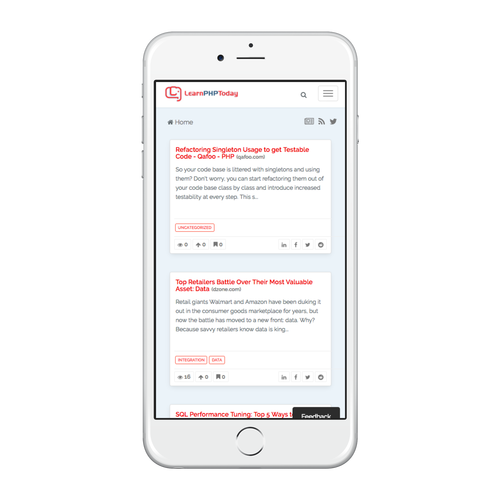 LearnPHPToday
Home
Refactoring Singleton Usage to get Testable
Code - Qafoo - PHP (qafoo.com)
So your code base is littered with singletons and using
them? Don't worry, you can start refactoring them out of
your code base class by class and introduce increased
testability at every step. This s...
UNCATEGORIZED
0 0 0
Top Retailers Battle Over Their Most Valuable
Asset: Data (dzone.com)
Retail giants Walmart and Amazon have been duking it
out in the consumer goods marketplace for years, but
now the battle has moved to a new front: data. Why?
Because savvy retailers know data is king...
INTEGRATION DATA
16 0 0
SQL Performance Tuning: Top 5 Ways to
Feedback